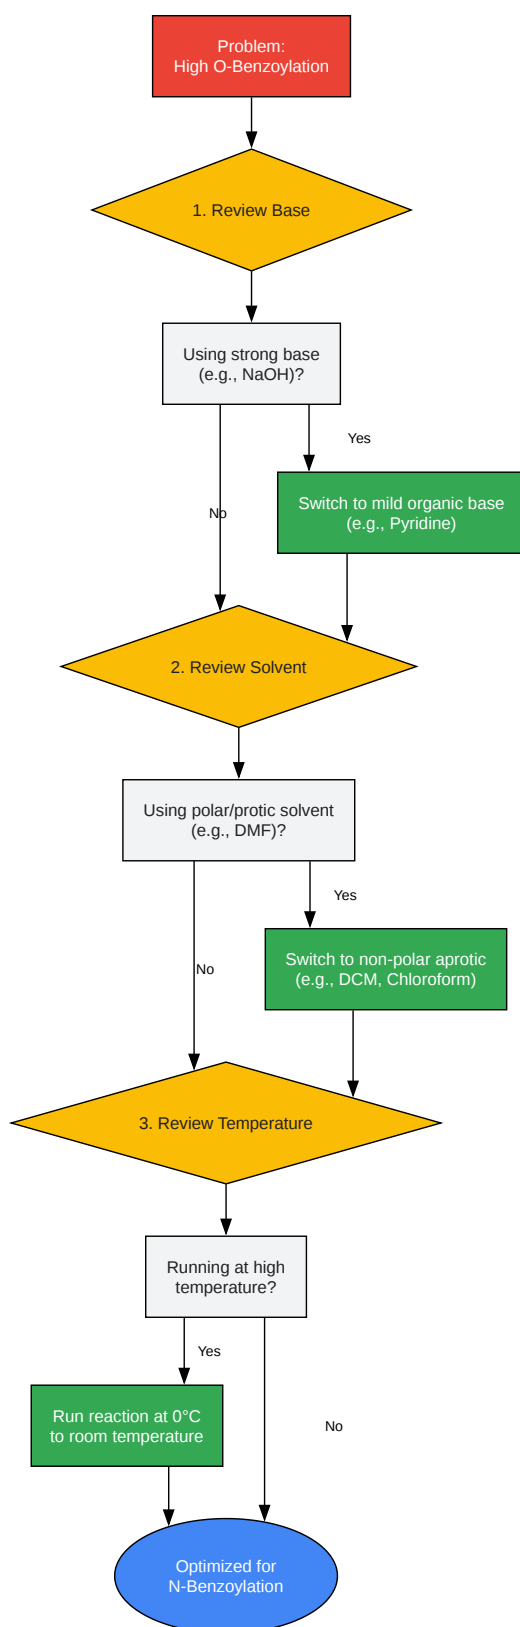 Problem:
High O-Benzoylation
1. Review Base
Using strong base
(e.g., NaOH)?
Yes
Switch to mild organic base
(e.g., Pyridine)
No
2. Review Solvent
Using polar/protic solvent
(e.g., DMF)?
Yes
Switch to non-polar aprotic
(e.g., DCM, Chloroform)
No
3. Review Temperature
Running at high
temperature?
Yes
Run reaction at 0°C
to room temperature
No
Optimized for
N-Benzoylation